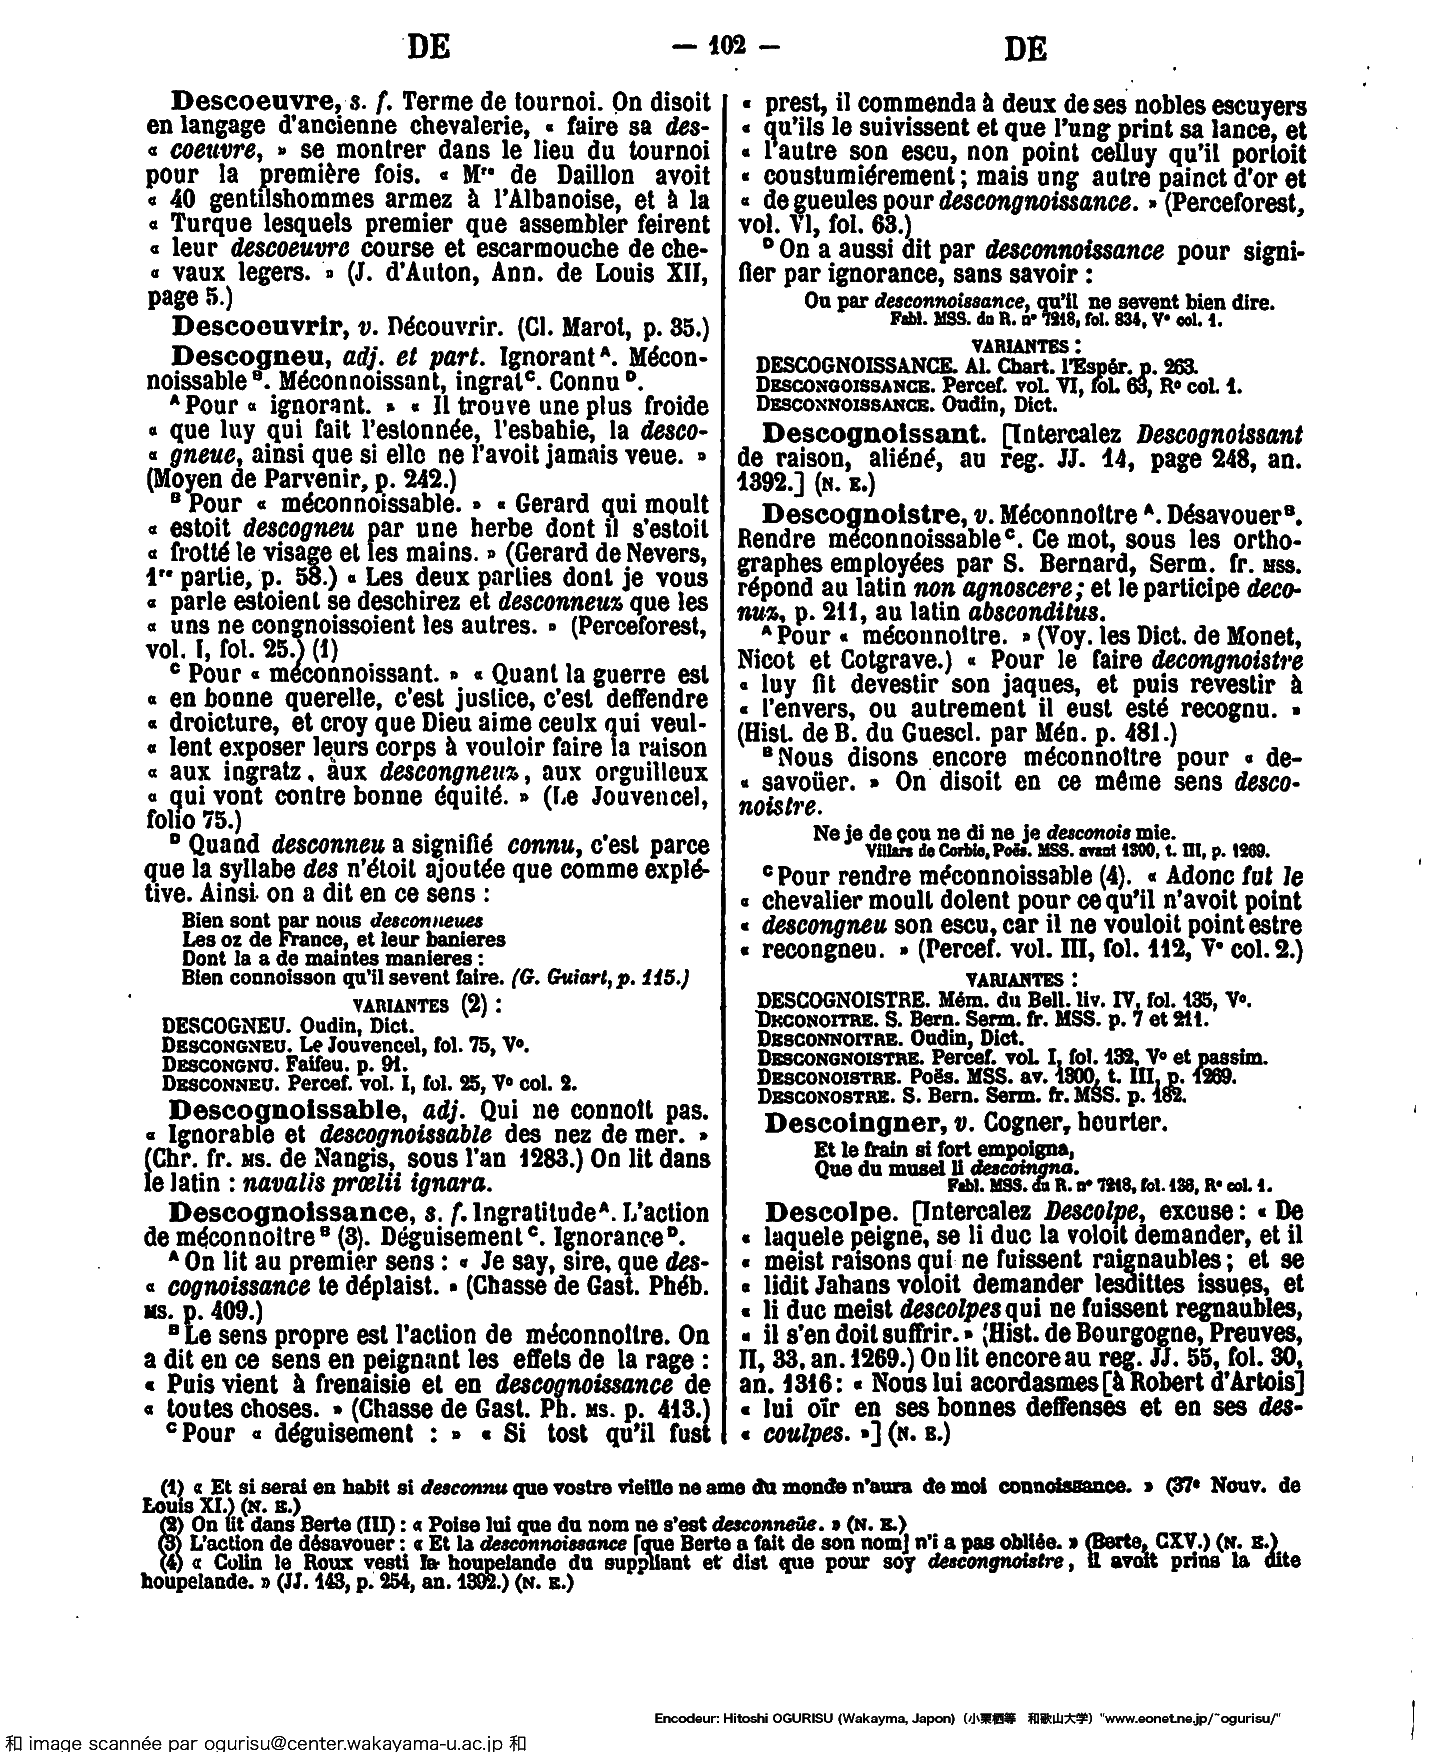 DE
— 102 —
DE
Descoeuvre, s. f. Terme de tournoi. On disoit
en langage d'ancienne chevalerie, « faire sa des-
« coeuvre, » se montrer dans le lieu du tournoi
pour la première fois. « Mrs de Daillon avoit
« 40 gentilshommes armez à l'Albanoise, et à la
« Turque lesquels premier que assembler feirent
« leur descoeuvre course et escarmouche de che-
« vaux legers. » (J. d'Auton, Ann. de Louis XII,
page 5.)
Descoeuvrir, v. Découvrir. (Cl. Marot, p. 35.)
Descogneu, adj. et part. Ignorant A. Mécon-
noissable B. Méconnoissant, ingrat C. Connu D.
A Pour « ignorant. » « Il trouve une plus froide
« que luy qui fait l'estonnée, l'esbahie, la desco-
« gneue, ainsi que si elle ne l'avoit jamais veue. »
(Moyen de Parvenir, p. 242.)
B Pour « méconnoissable. » « Gerard qui moult
« estoit descogneu par une herbe dont il s'estoit
« frotté le visage et les mains. » (Gerard de Nevers,
1re partie, p. 58.) « Les deux parties dont je vous
« parle estoient se deschirez et desconneuz que les
« uns ne congnoissoient les autres. » (Perceforest,
vol. I, fol. 25.) (1)
C Pour « méconnoissant. » « Quant la guerre est
« en bonne querelle, c'est justice, c'est deffendre
« droicture, et croy que Dieu aime ceulx qui veul-
« lent exposer leurs corps à vouloir faire la raison
« aux ingratz, aux descongneuz, aux orguilleux
« qui vont contre bonne équité. » (Le Jouvencel,
folio 75.)
D Quand desconneu a signifié connu, c'est parce
que la syllabe des n'étoit ajoutée que comme explé-
tive. Ainsi on a dit en ce sens :
Bien sont par nous desconneues
Les oz de France, et leur banieres
Dont la a de maintes manieres :
Bien connoisson qu'il sevent faire. (G. Guiart, p. 115.)
VARIANTES (2) :
DESCOGNEU. Oudin, Dict.
DESCONGNEU. Le Jouvencel, fol. 75, Vo.
DESCONGNU. Faifeu. p. 91.
DESCONNEU. Percef. vol. I, fol. 25, Vo col. 2.
Descognoissable, adj. Qui ne connoît pas.
« Ignorable et descognoissable des nez de mer. »
(Chr. fr. MS. de Nangis, sous l'an 1283.) On lit dans
le latin : navalis prœlii ignara.
Descognoissance, s. f. Ingratitude A. L'action
de méconnoitre B (3). Déguisement C. Ignorance D.
A On lit au premier sens : « Je say, sire, que des-
« cognoissance te déplaist. » (Chasse de Gast. Phéb.
MS. p. 409.)
B Le sens propre est l'action de méconnoître. On
a dit en ce sens en peignant les effets de la rage :
« Puis vient à frenaisie et en descognoissance de
« toutes choses. » (Chasse de Gast. Ph. MS. p. 413.)
C Pour « déguisement : » « Si tost qu'il fust
« prest, il commenda à deux de ses nobles escuyers
« qu'ils le suivissent et que l'ung print sa lance, et
« l'autre son escu, non point celluy qu'il portoit
« coustumiérement ; mais ung autre painct d'or et
« de gueules pour descongnoissance. » (Perceforest,
vol. VI, fol. 63.)
D On a aussi dit par desconnoissance pour signi-
fier par ignorance, sans savoir :
Ou par desconnoissance, qu'il ne sevent bien dire.
Fabl. MSS. du R. no 7218, fol. 834, Vo col. 1.
VARIANTES :
DESCOGNOISSANCE. Al. Chart. l'Espér. p. 263.
DESCONGOISSANCE. Percef. vol. VI, fol. 63, Ro col. 1.
DESCONNOISSANCE. Oudin, Dict.
Descognoissant. [Intercalez Descognoissant
de raison, aliéné, au reg. JJ. 14, page 248, an.
1392.] (N. E.)
Descognoistre, v. Méconnoître A. Désavouer B.
Rendre méconnoissable C. Ce mot, sous les ortho-
graphes employées par S. Bernard, Serm. fr. MSS.
répond au latin non agnoscere ; et le participe deco-
nuz, p. 211, au latin absconditus.
A Pour « méconnoître. » (Voy. les Dict. de Monet,
Nicot et Cotgrave.) « Pour le faire decongnoistre
« luy fit devestir son jaques, et puis revestir à
« l'envers, ou autrement il eust esté recognu. »
(Hist. de B. du Guescl. par Mén. p. 481.)
B Nous disons encore méconnoître pour « de-
« savoüer. » On disoit en ce même sens desco-
noistre.
Ne je de çou ne di ne je desconois mie.
Villars de Corbie, Poës. MSS. avant 1300, t. III, p. 1269.
C Pour rendre méconnoissable (4). « Adonc fut le
« chevalier moult dolent pour ce qu'il n'avoit point
« descongneu son escu, car il ne vouloit point estre
« recongneu. » (Percef. vol. III, fol. 112, Vo col. 2.)
VARIANTES :
DESCOGNOISTRE. Mém. du Bell. liv. IV, fol. 135, Vo.
DECONOITRE. S. Bern. Serm. fr. MSS. p. 7 et 211.
DESCONNOITRE. Oudin, Dict.
DESCONGNOISTRE. Percef. vol. I, fol. 132, Vo et passim.
DESCONOISTRE. Poës. MSS. av. 1300, t. III, p. 1269.
DESCONOSTRE. S. Bern. Serm. fr. MSS. p. 182.
Descoingner, v. Cogner, heurter.
Et le frain si fort empoigna,
Que du musel li descoingna.
Fabl. MSS. du R. no 7218, fol. 136, Ro col. 1.
Descolpe. [Intercalez Descolpe, excuse : « De
« laquele peigne, se li duc la voloit demander, et il
« meist raisons qui ne fuissent raignaubles ; et se
« lidit Jahans voloit demander lesdittes issues, et
« li duc meist descolpes qui ne fuissent regnaubles,
« il s'en doit suffrir. » (Hist. de Bourgogne, Preuves,
II, 33, an. 1269.) On lit encore au reg. JJ. 55, fol. 30,
an. 1316 : « Nous lui acordasmes [à Robert d'Artois]
« lui oïr en ses bonnes deffenses et en ses des-
« coulpes. »] (N. E.)
(1) « Et si serai en habit si desconnu que vostre vieille ne ame du monde n'aura de moi connoissance. » (37e Nouv. de
Louis XI.) (N. E.)
(2) On lit dans Berte (III) : « Poise lui que du nom ne s'est desconneüe. » (N. E.)
(3) L'action de désavouer : « Et la desconnoissance [que Berte a fait de son nom] n'i a pas obliée. » (Berte, CXV.) (N. E.)
(4) « Colin le Roux vesti la houpelande du suppliant et dist que pour soy descongnoistre, il avoit prins la dite
houpelande. » (JJ. 143, p. 254, an. 1392.) (N. E.)
Encodeur: Hitoshi OGURISU (Wakayma, Japon)（小栗栖等 和歌山大学）"www.eonet.ne.jp/~ogurisu/"
和 image scannée par ogurisu@center.wakayama-u.ac.jp 和